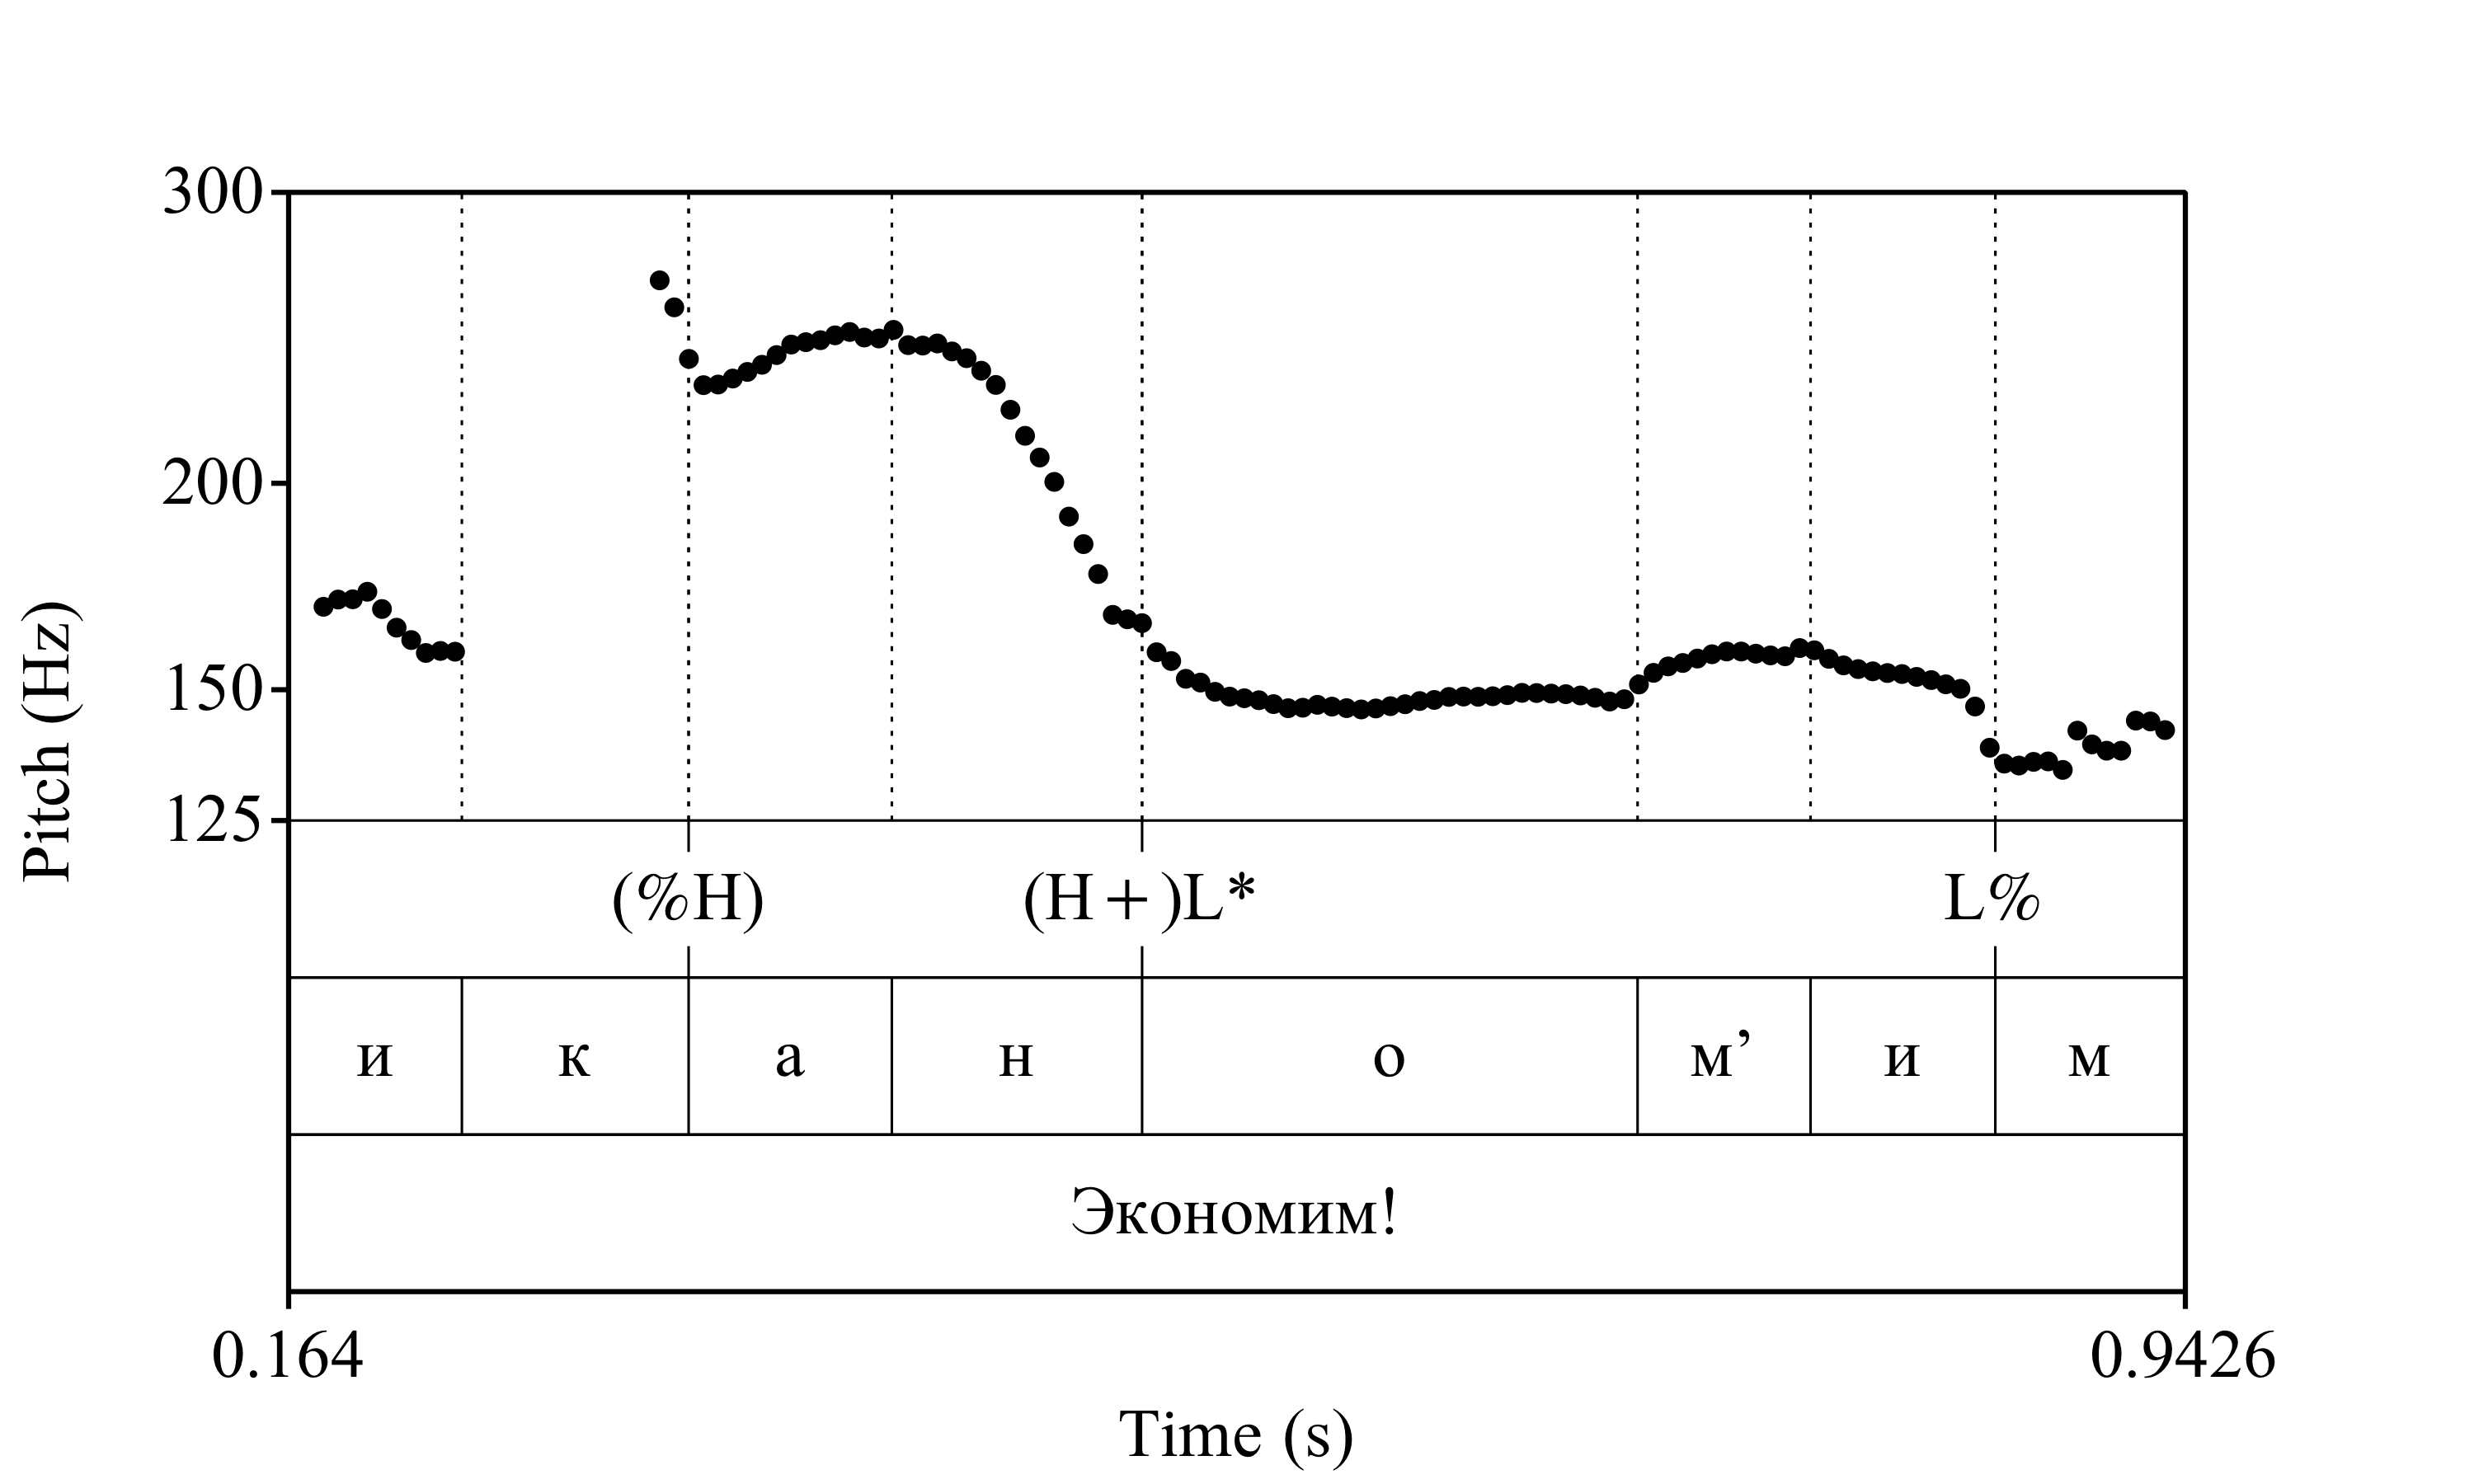 300
200
150
125
Pitch (Hz)
(%H) (H+)L* L%
и к а н о м’ и м
Экономим!
0.164 0.9426
Time (s)